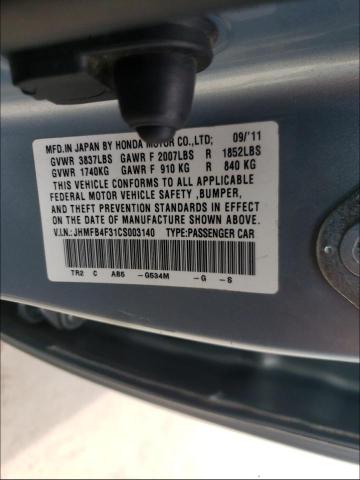 MFD.IN JAPAN BY HONDA MOTOR CO.,LTD; 09/'11
GVWR 3837LBS GAWR F 2007LBS R 1852LBS
GVWR 1740KG GAWR F 910 KG R 840 KG
THIS VEHICLE CONFORMS TO ALL APPLICABLE
FEDERAL MOTOR VEHICLE SAFETY ,BUMPER,
AND THEFT PREVENTION STANDARDS IN EFFECT
ON THE DATE OF MANUFACTURE SHOWN ABOVE.
V.I.N.: JHMFB4F31CS003140 TYPE:PASSENGER CAR
TR2 C AB5 -G534M -G -S